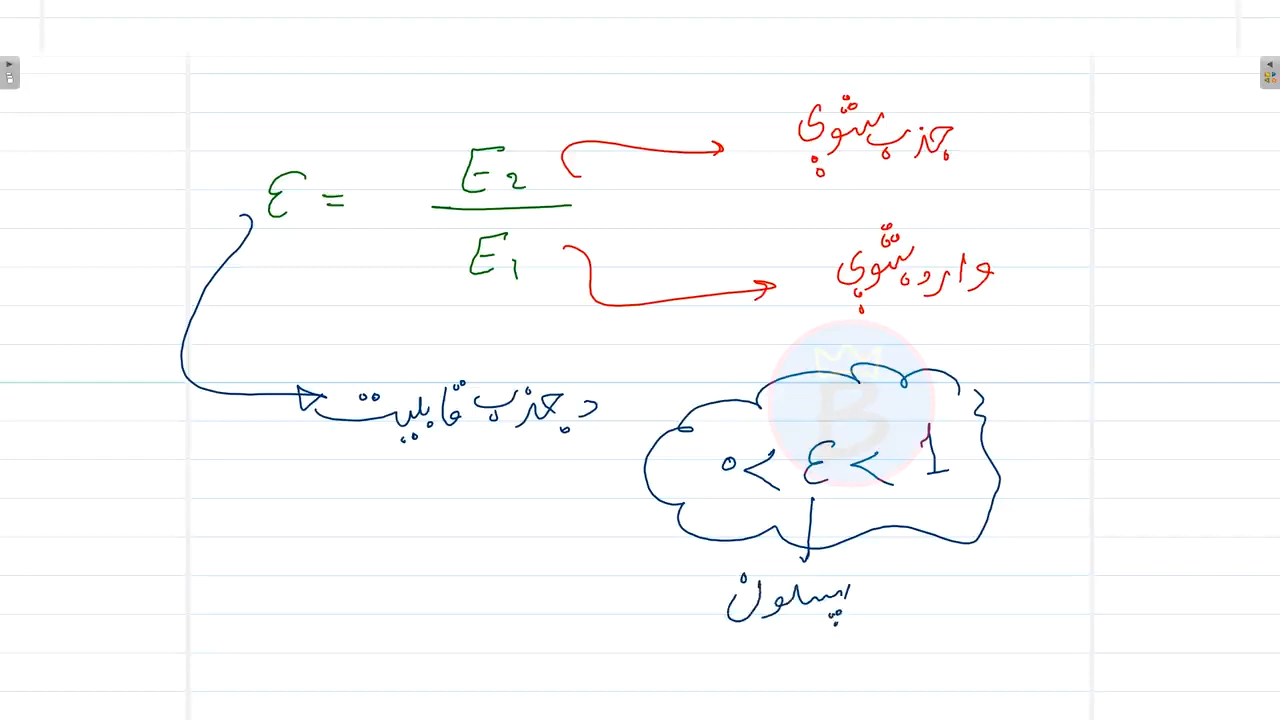 ε = E2 / E1
جذب شوې
وارده شوې
د جذب قابلیت
0 < ε < 1
اپسلون